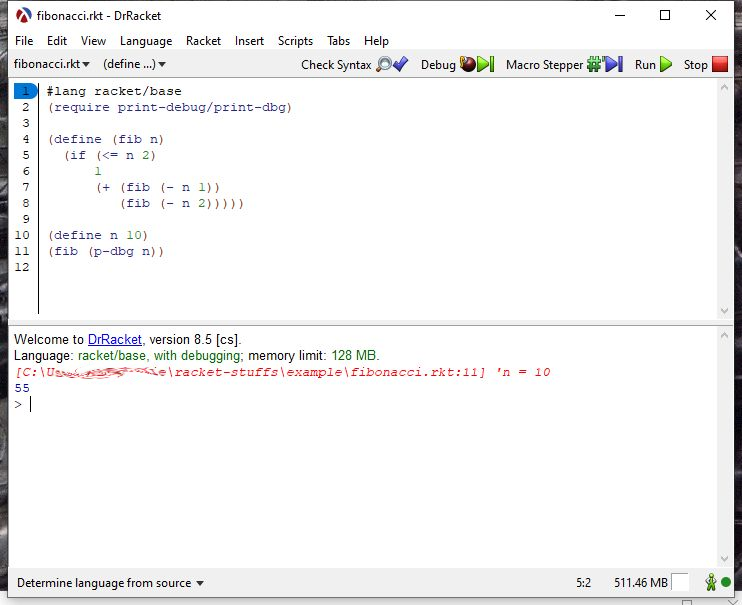 fibonacci.rkt - DrRacket
File Edit View Language Racket Insert Scripts Tabs Help
fibonacci.rkt (define ...) Check Syntax Debug Macro Stepper Run Stop
1 #lang racket/base
2 (require print-debug/print-dbg)
3
4 (define (fib n)
5 (if (<= n 2)
6 1
7 (+ (fib (- n 1))
8 (fib (- n 2)))))
9
10 (define n 10)
11 (fib (p-dbg n))
12
Welcome to DrRacket, version 8.5 [cs].
Language: racket/base, with debugging; memory limit: 128 MB.
[C:\ \racket-stuffs\example\fibonacci.rkt:11] 'n = 10
55
>
Determine language from source 5:2 511.46 MB